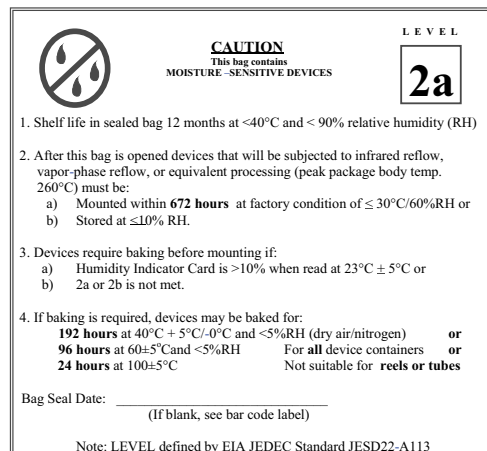 LEVEL
CAUTION
This bag contains
MOISTURE –SENSITIVE DEVICES
2a
1. Shelf life in sealed bag 12 months at <40°C and < 90% relative humidity (RH)
2. After this bag is opened devices that will be subjected to infrared reflow,
vapor-phase reflow, or equivalent processing (peak package body temp.
260°C) must be:
a) Mounted within 672 hours at factory condition of ≤ 30°C/60%RH or
b) Stored at ≤10% RH.
3. Devices require baking before mounting if:
a) Humidity Indicator Card is >10% when read at 23°C ± 5°C or
b) 2a or 2b is not met.
4. If baking is required, devices may be baked for:
192 hours at 40°C + 5°C/-0°C and <5%RH (dry air/nitrogen) or
96 hours at 60±5°Cand <5%RH For all device containers or
24 hours at 100±5°C Not suitable for reels or tubes
Bag Seal Date: ______________________________
(If blank, see bar code label)
Note: LEVEL defined by EIA JEDEC Standard JESD22-A113